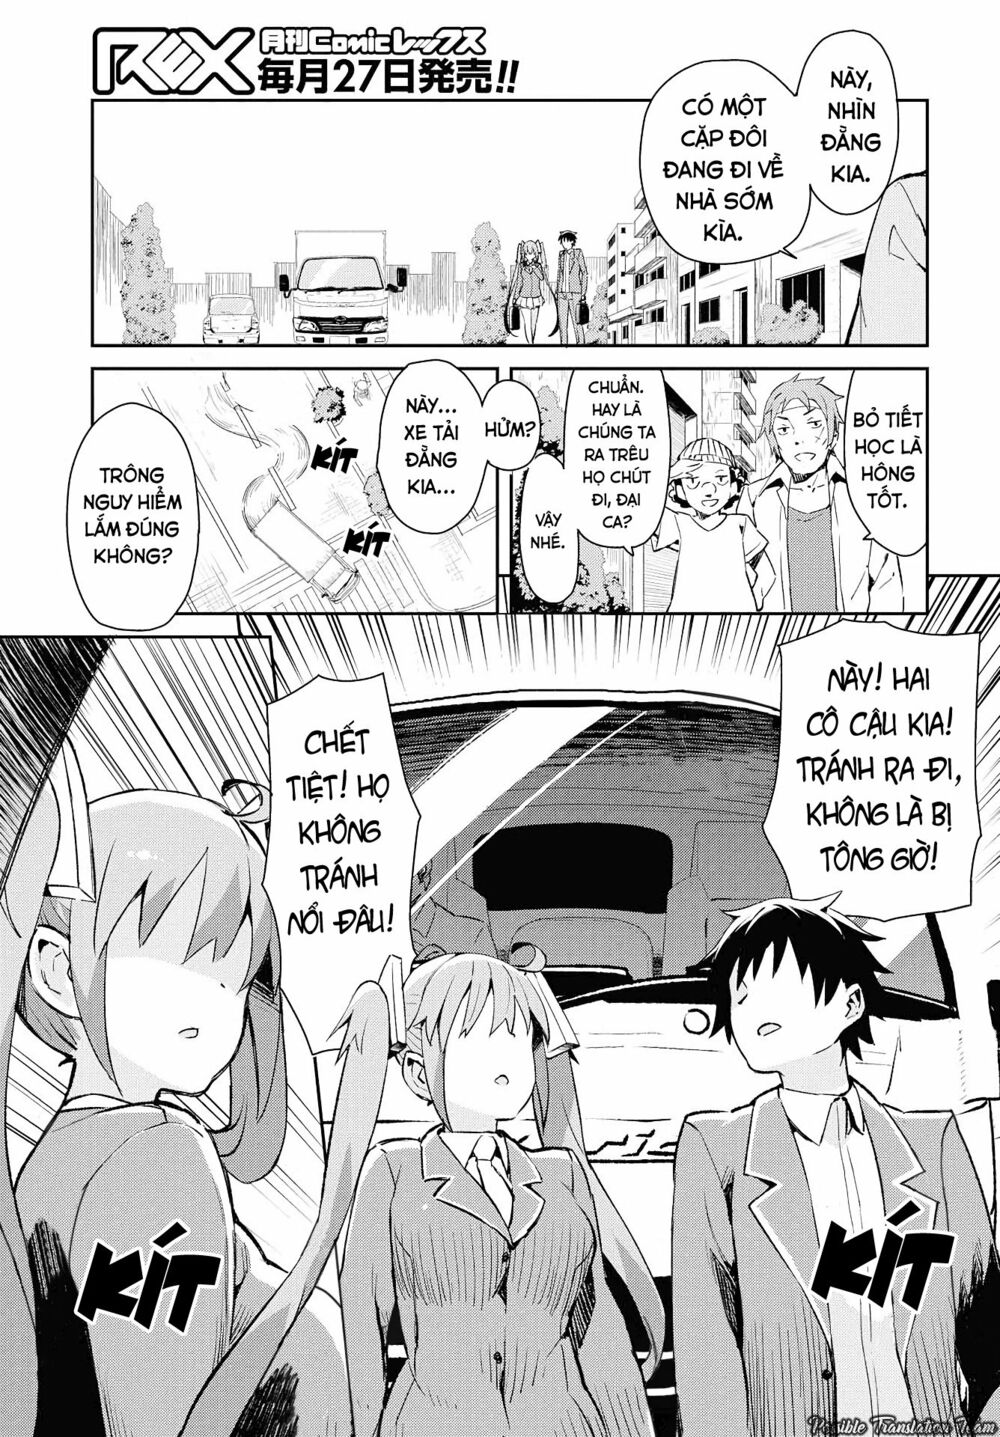 REX
月刊Comicレックス
毎月27日発売!!
NÀY,
NHÌN
ĐẰNG
KIA.
CÓ MỘT
CẶP ĐÔI
ĐANG ĐI VỀ
NHÀ SỚM
KÌA.
BỎ TIẾT
HỌC LÀ
HÔNG
TỐT.
CHUẨN.
HAY LÀ
CHÚNG TA
RA TRÊU
HỌ CHÚT
ĐI, ĐẠI
CA?
VẬY
NHÉ.
HỬM?
NÀY...
XE TẢI
ĐẰNG
KIA...
KÍT
KÍT
TRÔNG
NGUY HIỂM
LẮM ĐÚNG
KHÔNG?
NÀY! HAI
CÔ CẬU KIA!
TRÁNH RA ĐI,
KHÔNG LÀ BỊ
TÔNG GIỜ!
CHẾT
TIỆT! HỌ
KHÔNG
TRÁNH
NỔI ĐÂU!
KÍT
KÍT
Possible Translation Team